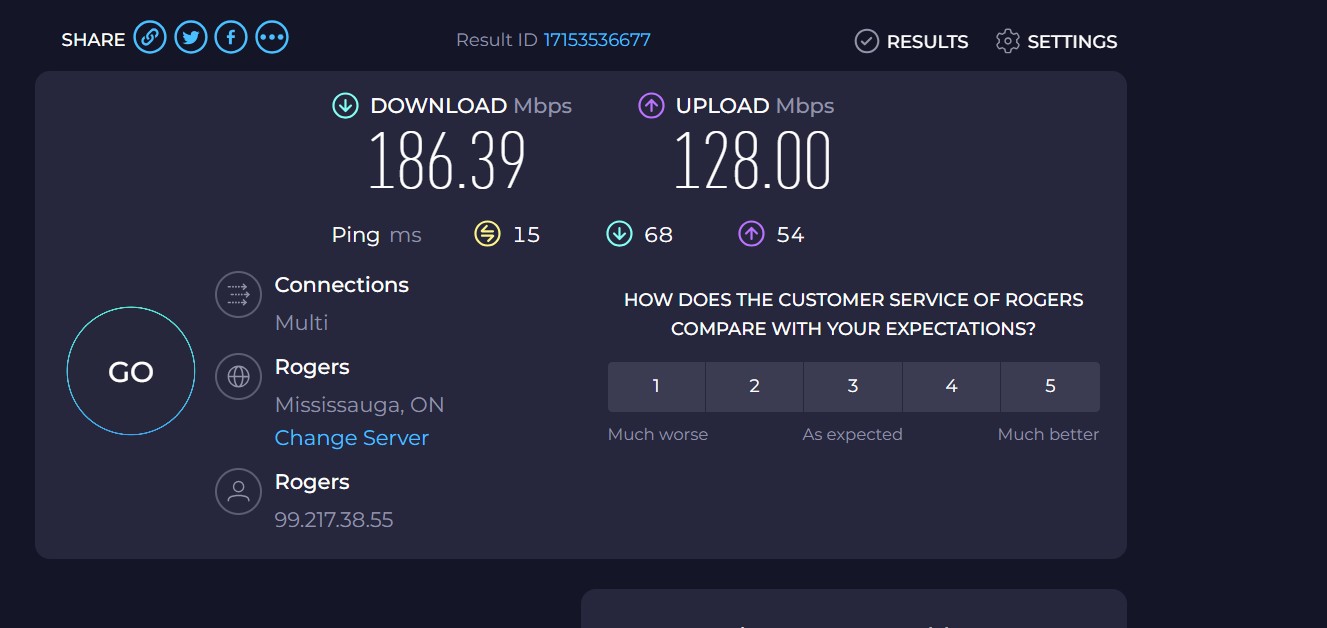 SHARE
Result ID 17153536677
RESULTS
SETTINGS
DOWNLOAD Mbps
186.39
UPLOAD Mbps
128.00
Ping ms 15 68 54
Connections
Multi
Rogers
Mississauga, ON
Change Server
Rogers
99.217.38.55
GO
HOW DOES THE CUSTOMER SERVICE OF ROGERS
COMPARE WITH YOUR EXPECTATIONS?
1 2 3 4 5
Much worse As expected Much better